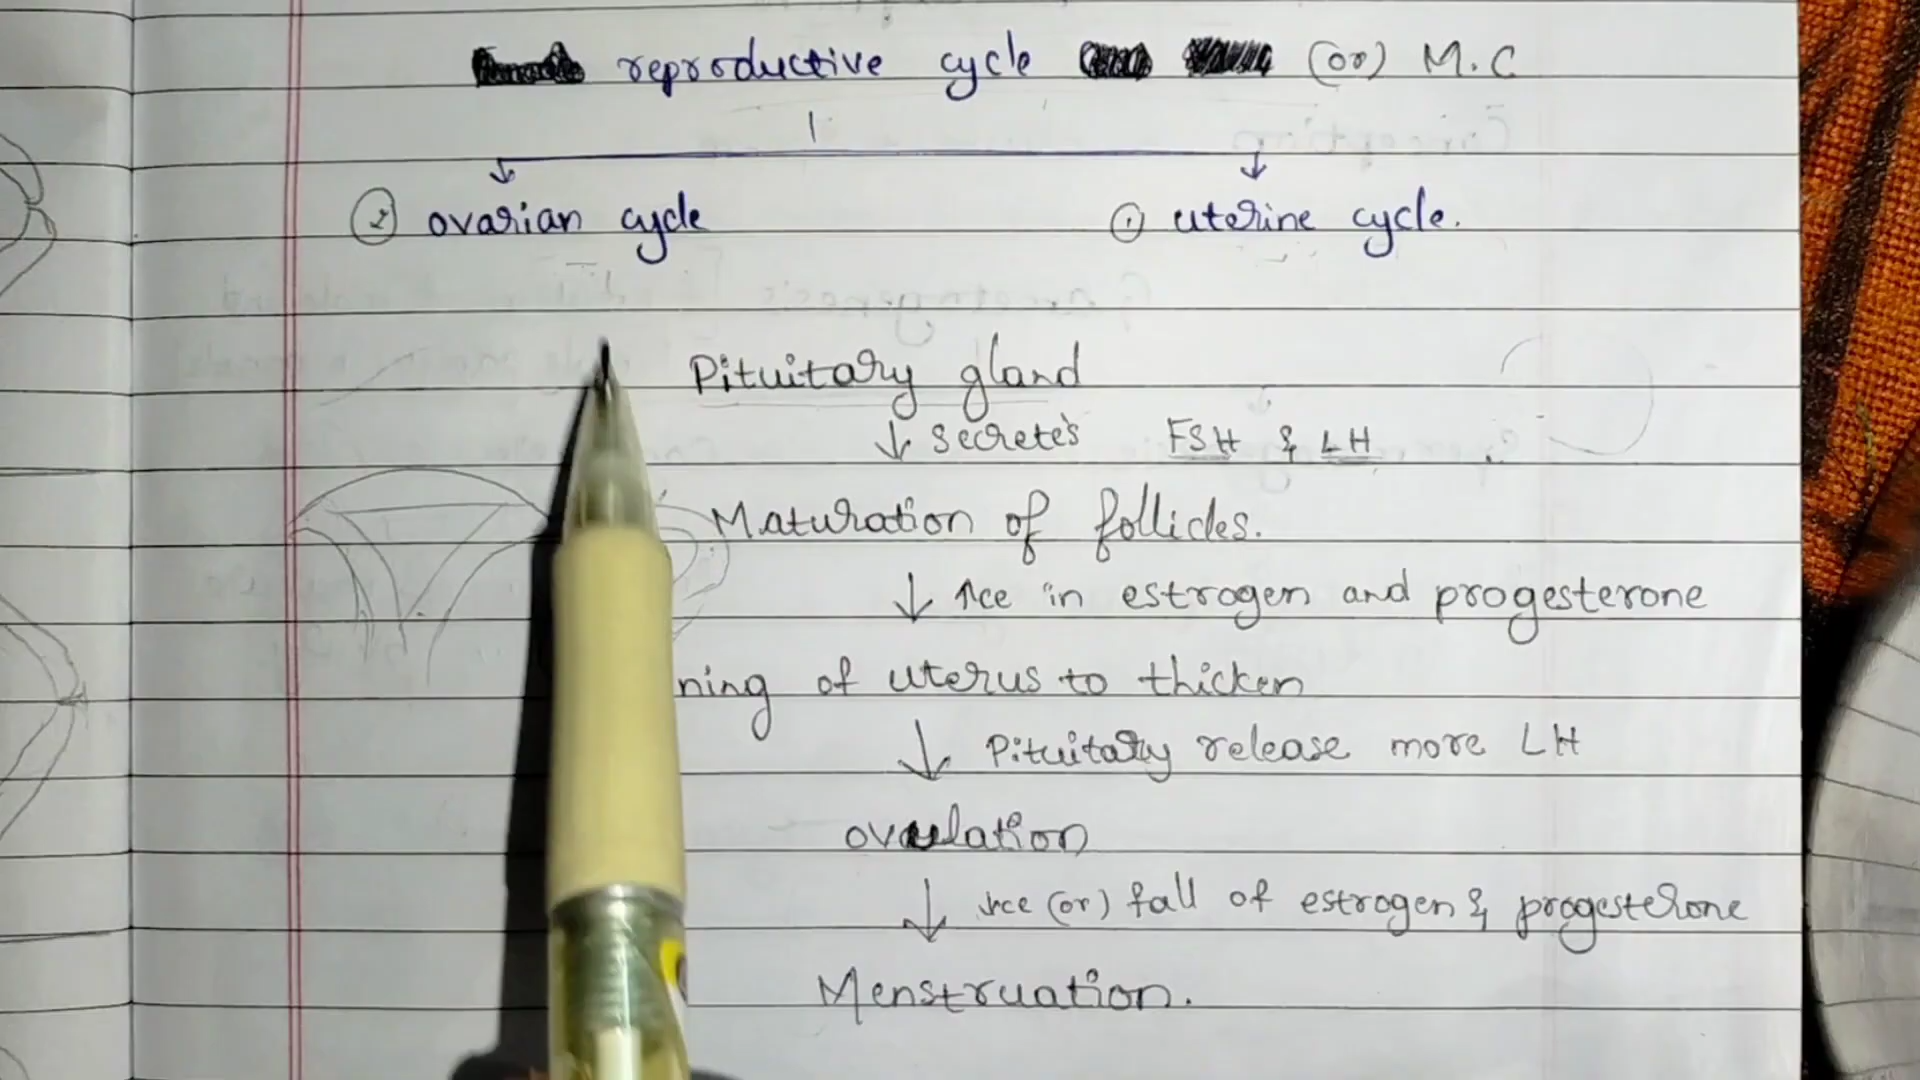 reproductive cycle (or) M.C
② ovarian cycle ① uterine cycle.
Pituitary gland
↓ secretes FSH & LH
Maturation of follicles.
↓ ↑ce in estrogen and progesterone
ning of uterus to thicken
↓ Pituitary release more LH
ovulation
↓ ↓ce (or) fall of estrogen & progesterone
Menstruation.